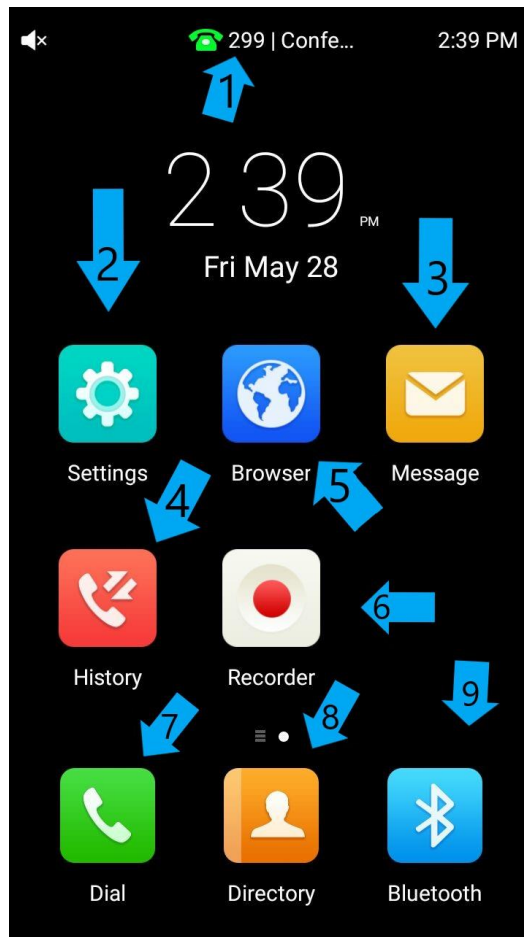 299 | Confe... 2:39 PM
1
2 39 PM
Fri May 28
2
3
Settings Browser Message
4
5
History Recorder
6
7
8
9
Dial Directory Bluetooth